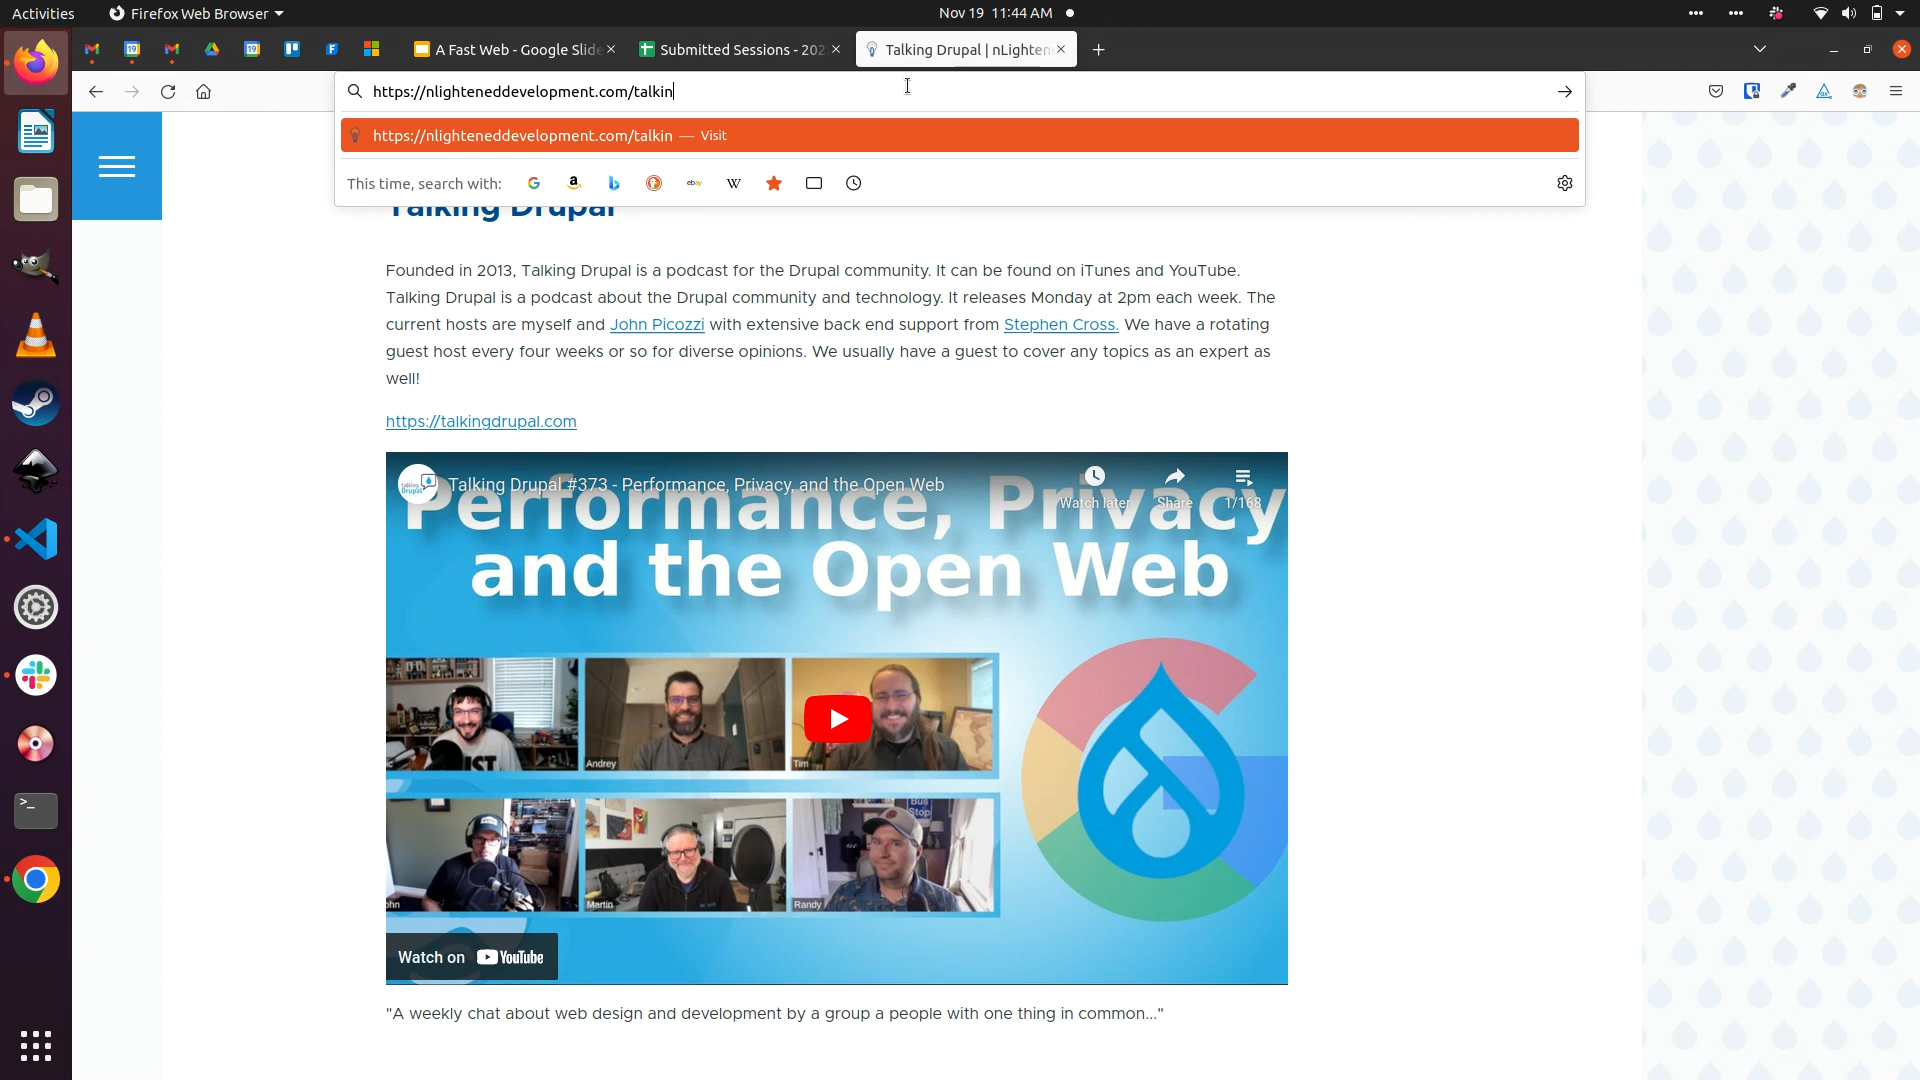 Activities
Firefox Web Browser
Nov 19 11:44 AM
A Fast Web - Google Slide
Submitted Sessions - 202
Talking Drupal | nLighten
https://nlighteneddevelopment.com/talkin
https://nlighteneddevelopment.com/talkin — Visit
This time, search with:
Talking Drupal
Founded in 2013, Talking Drupal is a podcast for the Drupal community. It can be found on iTunes and YouTube.
Talking Drupal is a podcast about the Drupal community and technology. It releases Monday at 2pm each week. The
current hosts are myself and John Picozzi with extensive back end support from Stephen Cross. We have a rotating
guest host every four weeks or so for diverse opinions. We usually have a guest to cover any topics as an expert as
well!
https://talkingdrupal.com
Talking Drupal #373 - Performance, Privacy, and the Open Web
Watch later
Share
1/168
Performance, Privacy
and the Open Web
Andrey
Tim
Martin
Randy
Bus
Stop
Watch on YouTube
"A weekly chat about web design and development by a group a people with one thing in common..."